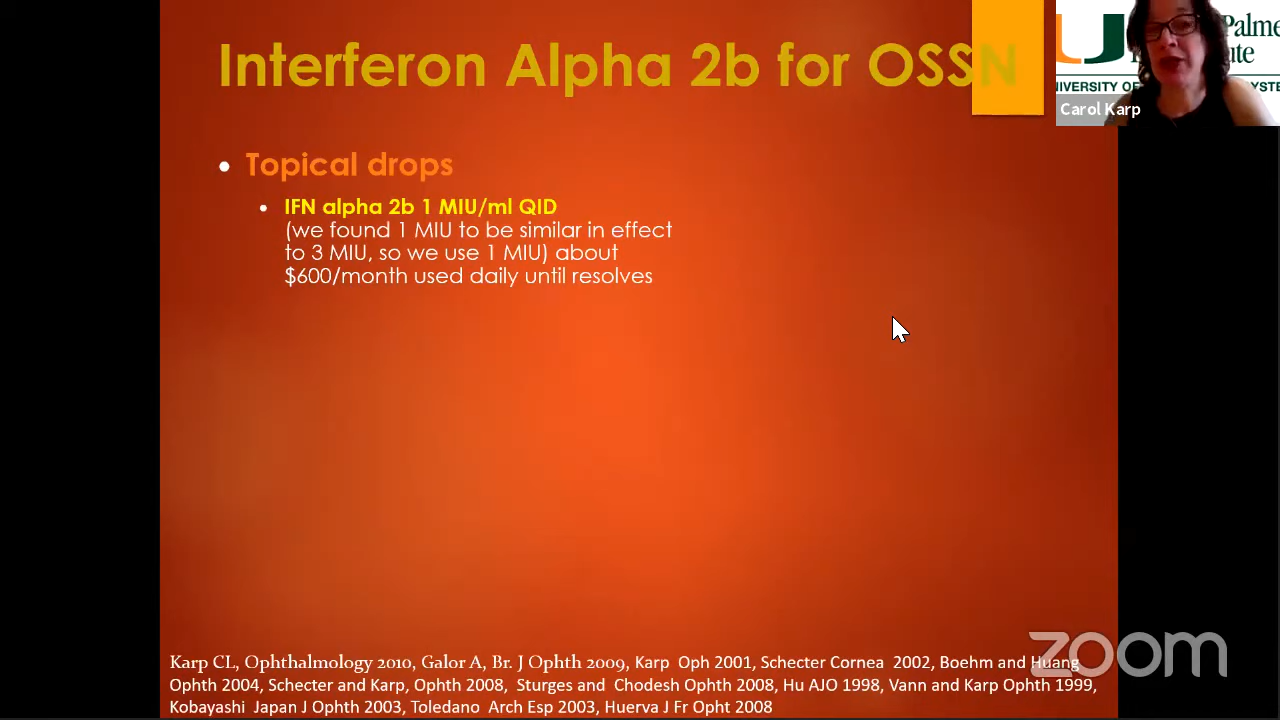 Interferon Alpha 2b for OSSN
Palme
ute
NIVERSITY OF
YSTE
Carol Karp
• Topical drops
• IFN alpha 2b 1 MIU/ml QID
(we found 1 MIU to be similar in effect
to 3 MIU, so we use 1 MIU) about
$600/month used daily until resolves
Karp CL, Ophthalmology 2010, Galor A, Br. J Ophth 2009, Karp Oph 2001, Schecter Cornea 2002, Boehm and Huang
Ophth 2004, Schecter and Karp, Ophth 2008, Sturges and Chodesh Ophth 2008, Hu AJO 1998, Vann and Karp Ophth 1999,
Kobayashi Japan J Ophth 2003, Toledano Arch Esp 2003, Huerva J Fr Opht 2008
zoom